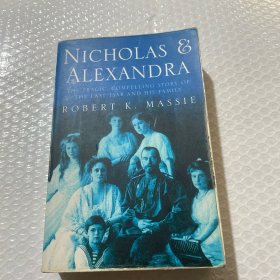 NICHOLAS &
ALEXANDRA
THE TRAGIC, COMPELLING STORY OF
THE LAST TSAR AND HIS FAMILY
ROBERT K. MASSIE